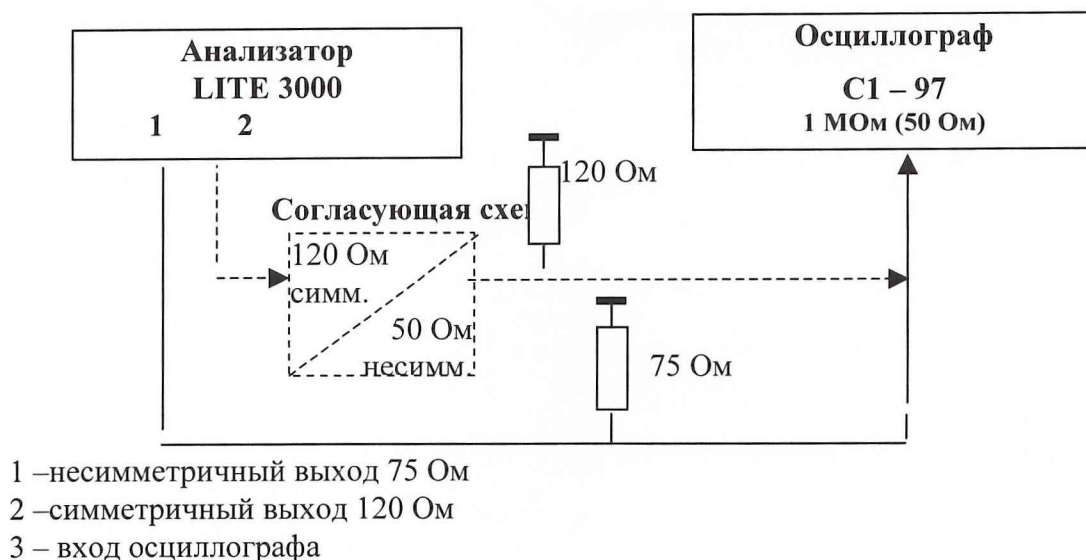 Анализатор
LITE 3000
1 2
Осциллограф
C1 – 97
1 МОм (50 Ом)
120 Ом
Согласующая схе
120 Ом
симм.
50 Ом
несимм.
75 Ом
1 –несимметричный выход 75 Ом
2 –симметричный выход 120 Ом
3 – вход осциллографа